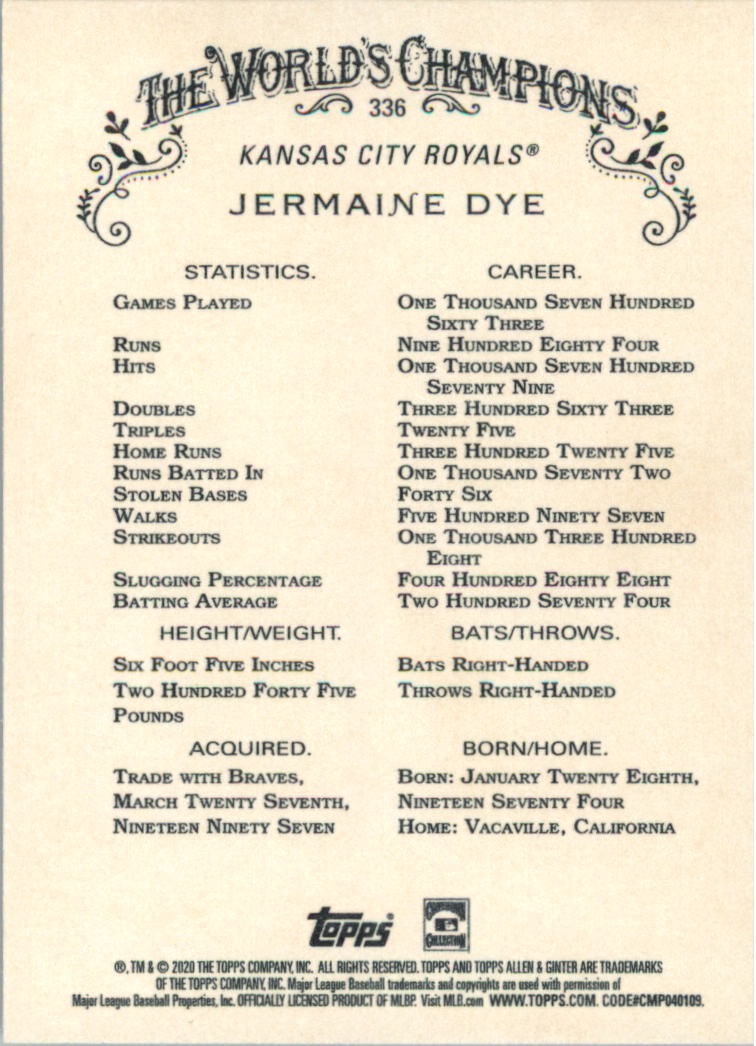 THE WORLD'S CHAMPIONS
336
KANSAS CITY ROYALS®
JERMAINE DYE
STATISTICS. CAREER.
GAMES PLAYED ONE THOUSAND SEVEN HUNDRED
SIXTY THREE
RUNS NINE HUNDRED EIGHTY FOUR
HITS ONE THOUSAND SEVEN HUNDRED
SEVENTY NINE
DOUBLES THREE HUNDRED SIXTY THREE
TRIPLES TWENTY FIVE
HOME RUNS THREE HUNDRED TWENTY FIVE
RUNS BATTED IN ONE THOUSAND SEVENTY TWO
STOLEN BASES FORTY SIX
WALKS FIVE HUNDRED NINETY SEVEN
STRIKEOUTS ONE THOUSAND THREE HUNDRED
EIGHT
SLUGGING PERCENTAGE FOUR HUNDRED EIGHTY EIGHT
BATTING AVERAGE TWO HUNDRED SEVENTY FOUR
HEIGHT/WEIGHT. BATS/THROWS.
SIX FOOT FIVE INCHES BATS RIGHT-HANDED
TWO HUNDRED FORTY FIVE THROWS RIGHT-HANDED
POUNDS
ACQUIRED. BORN/HOME.
TRADE WITH BRAVES, BORN: JANUARY TWENTY EIGHTH,
MARCH TWENTY SEVENTH, NINETEEN SEVENTY FOUR
NINETEEN NINETY SEVEN HOME: VACAVILLE, CALIFORNIA
Topps® COOPERSTOWN
COLLECTION
®, TM & © 2020 THE TOPPS COMPANY, INC. ALL RIGHTS RESERVED. TOPPS AND TOPPS ALLEN & GINTER ARE TRADEMARKS
OF THE TOPPS COMPANY, INC. Major League Baseball trademarks and copyrights are used with permission of
Major League Baseball Properties, Inc. OFFICIALLY LICENSED PRODUCT OF MLBP. Visit MLB.com WWW.TOPPS.COM. CODE#CMP040109.